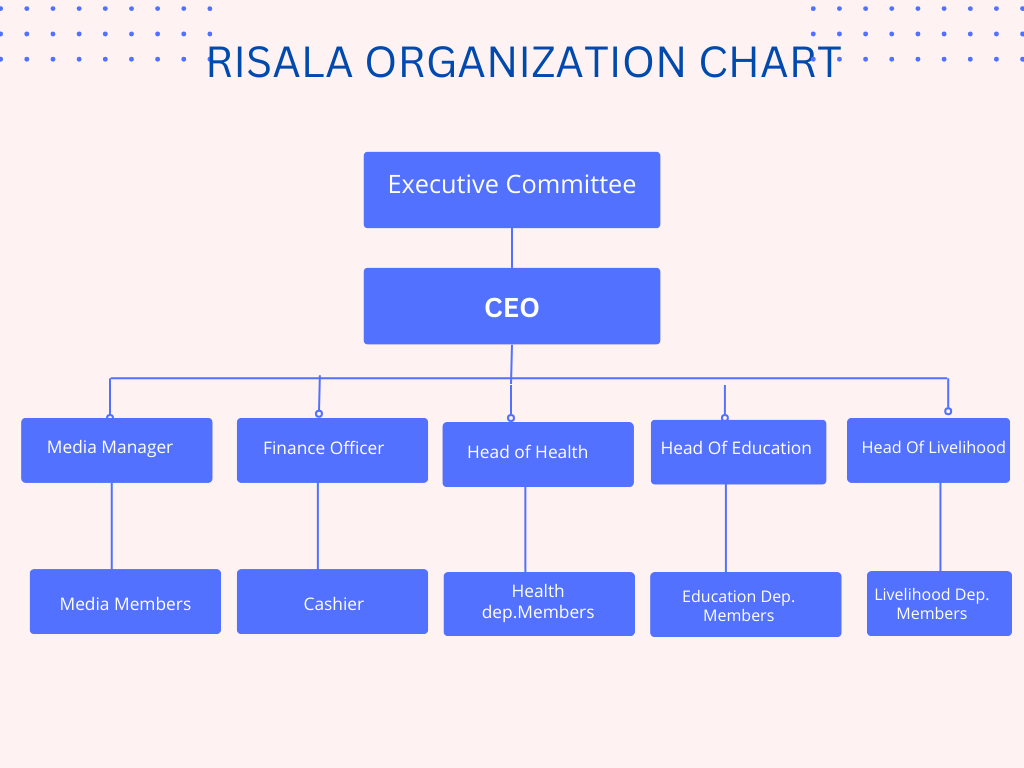 RISALA ORGANIZATION CHART
Executive Committee
CEO
Media Manager
Finance Officer
Head of Health
Head Of Education
Head Of Livelihood
Media Members
Cashier
Health
dep.Members
Education Dep.
Members
Livelihood Dep.
Members